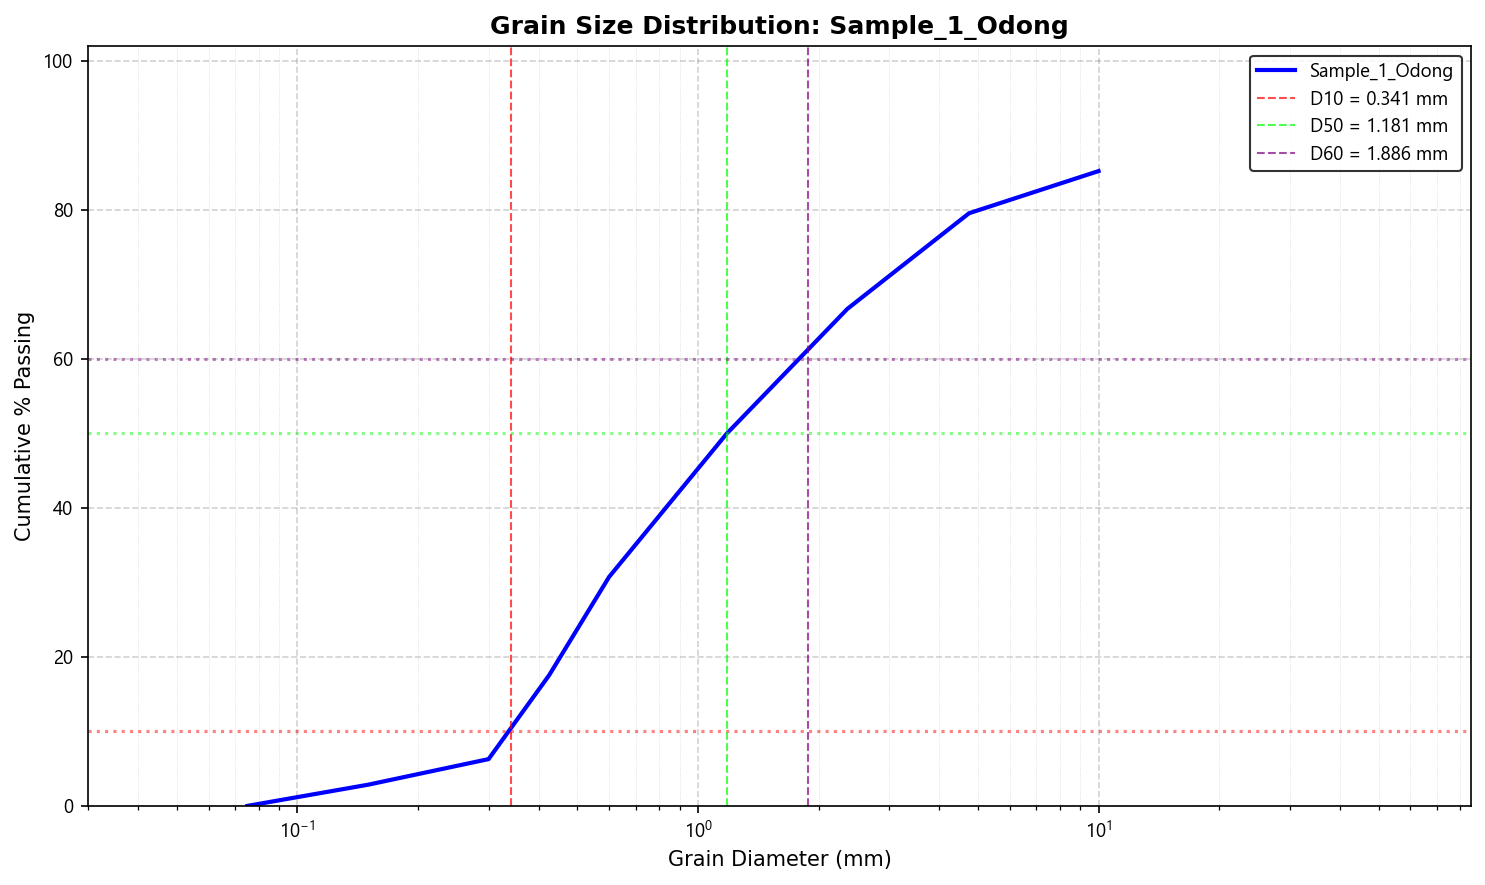 Grain Size Distribution: Sample_1_Odong
Sample_1_Odong
D10 = 0.341 mm
D50 = 1.181 mm
D60 = 1.886 mm
100
80
60
40
20
0
Cumulative % Passing
10⁻¹
10⁰
10¹
Grain Diameter (mm)